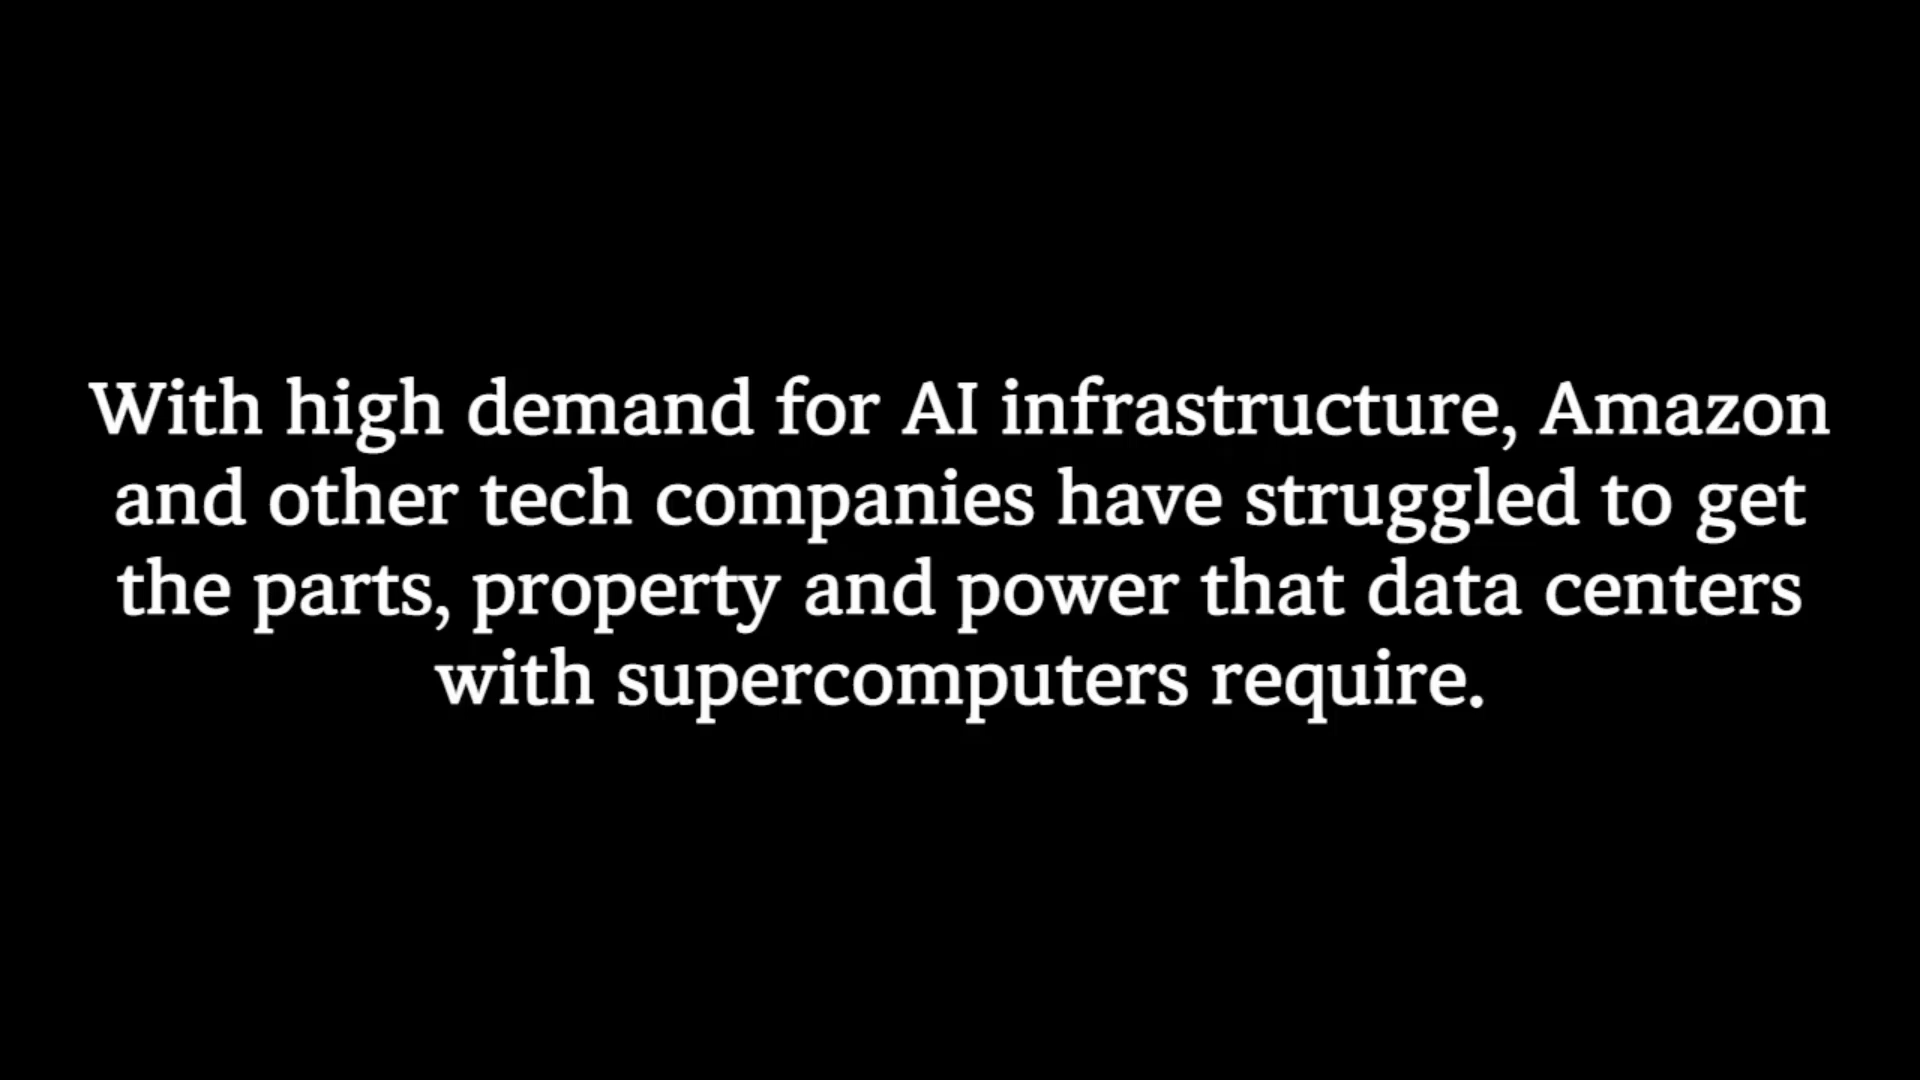 With high demand for AI infrastructure, Amazon
and other tech companies have struggled to get
the parts, property and power that data centers
with supercomputers require.